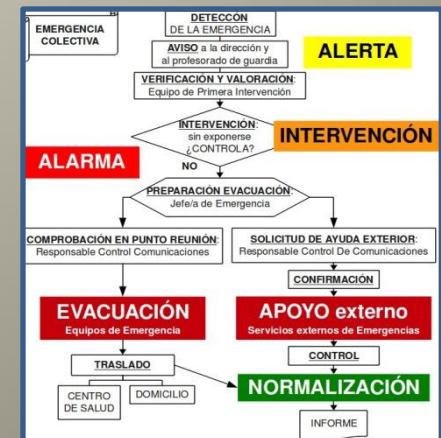 EMERGENCIA
COLECTIVA
DETECCÓN
DE LA EMERGENCIA
AVISO a la dirección y
al profesorado de guardia
ALERTA
VERIFICACIÓN Y VALORACIÓN:
Equipo de Primera Intervención
INTERVENCIÓN:
sin exponerse
¿CONTROLA?
INTERVENCIÓN
ALARMA
NO
PREPARACIÓN EVACUACIÓN:
Jefe/a de Emergencia
COMPROBACIÓN EN PUNTO REUNIÓN:
Responsable Control Comunicaciones
SOLICITUD DE AYUDA EXTERIOR:
Responsable Control De Comunicaciones
CONFIRMACIÓN
EVACUACIÓN
Equipos de Emergencia
APOYO externo
Servicios externos de Emergencias
TRASLADO
CONTROL
CENTRO
DE SALUD
DOMICILIO
NORMALIZACIÓN
INFORME